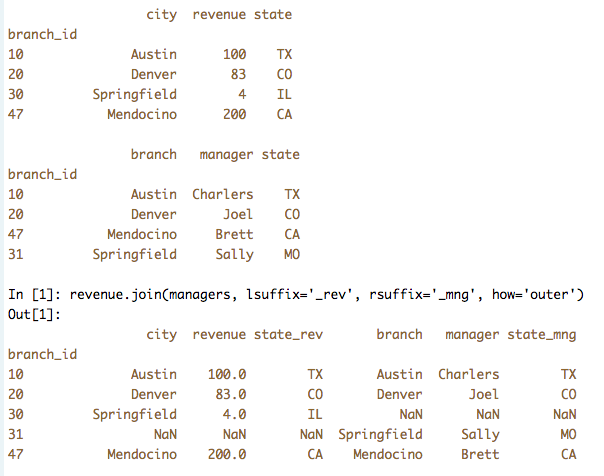 city  revenue state
branch_id
10               Austin      100    TX
20               Denver       83    CO
30          Springfield        4    IL
47            Mendocino      200    CA
                 branch   manager state
branch_id
10               Austin  Charlers    TX
20               Denver      Joel    CO
47            Mendocino     Brett    CA
31          Springfield     Sally    MO
In [1]: revenue.join(managers, lsuffix='_rev', rsuffix='_mng', how='outer')
Out[1]:
                   city  revenue state_rev       branch   manager state_mng
branch_id
10               Austin    100.0        TX       Austin  Charlers        TX
20               Denver     83.0        CO       Denver      Joel        CO
30          Springfield      4.0        IL          NaN       NaN       NaN
31                  NaN      NaN       NaN  Springfield     Sally        MO
47            Mendocino    200.0        CA    Mendocino     Brett        CA